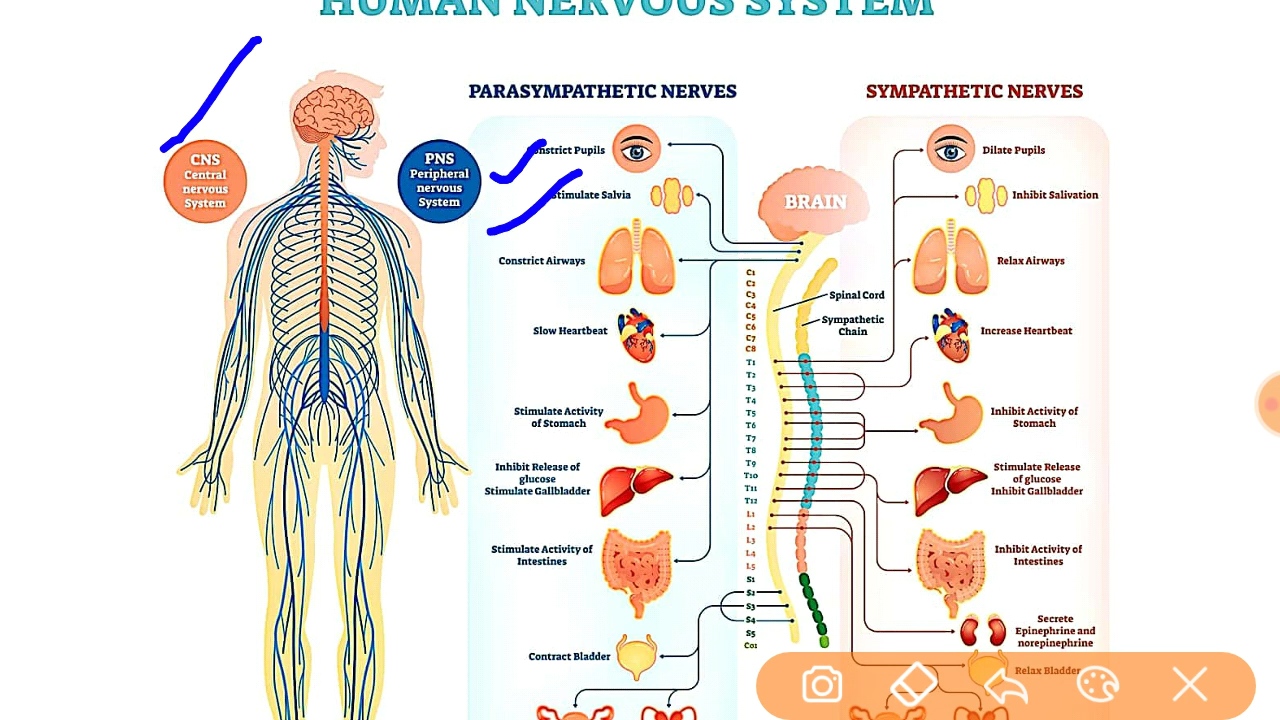 HUMAN NERVOUS SYSTEM
CNS
Central
nervous
System
PNS
Peripheral
nervous
System
PARASYMPATHETIC NERVES
Constrict Pupils
Stimulate Salvia
Constrict Airways
Slow Heartbeat
Stimulate Activity
of Stomach
Inhibit Release of
glucose
Stimulate Gallbladder
Stimulate Activity of
Intestines
Contract Bladder
BRAIN
Spinal Cord
Sympathetic
Chain
C1
C2
C3
C4
C5
C6
C7
C8
T1
T2
T3
T4
T5
T6
T7
T8
T9
T10
T11
T12
L1
L2
L3
L4
L5
S1
S2
S3
S4
S5
Co1
SYMPATHETIC NERVES
Dilate Pupils
Inhibit Salivation
Relax Airways
Increase Heartbeat
Inhibit Activity of
Stomach
Stimulate Release
of glucose
Inhibit Gallbladder
Inhibit Activity of
Intestines
Secrete
Epinephrine and
norepinephrine
Relax Bladder